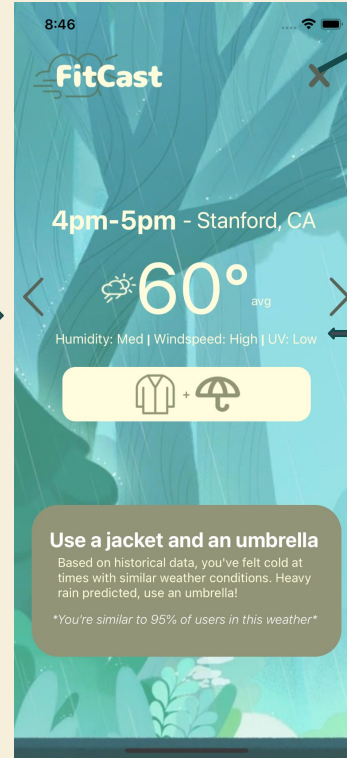 8:46
FitCast
4pm-5pm - Stanford, CA
60° avg
Humidity: Med | Windspeed: High | UV: Low
+
Use a jacket and an umbrella
Based on historical data, you've felt cold at
times with similar weather conditions. Heavy
rain predicted, use an umbrella!
*You're similar to 95% of users in this weather*